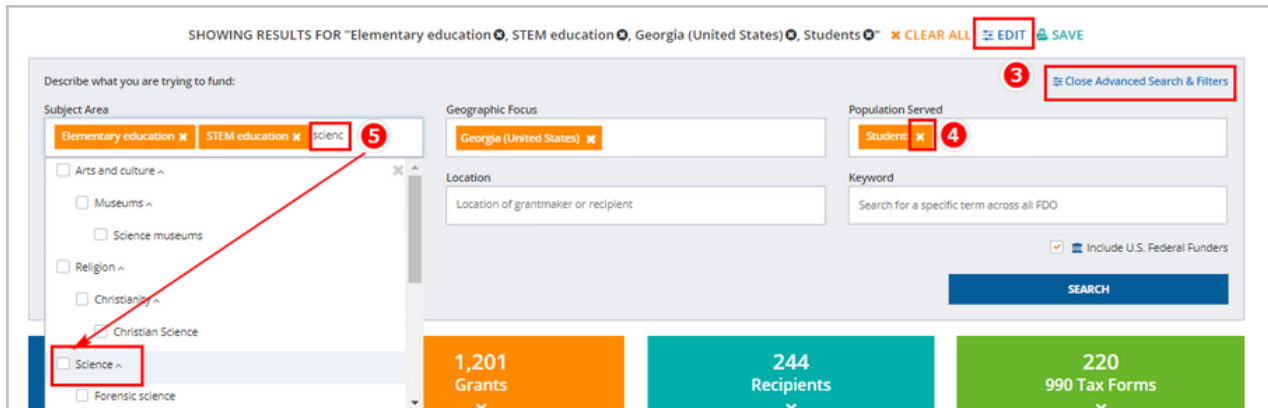 SHOWING RESULTS FOR "Elementary education, STEM education, Georgia (United States), Students" CLEAR ALL EDIT SAVE
3
Close Advanced Search & Filters
Describe what you are trying to fund:
Subject Area
Elementary education STEM education scienc 5
Geographic Focus
Georgia (United States)
Population Served
Student 4
Arts and culture
Museums
Science museums
Religion
Christianity
Christian Science
Science
Forensic science
Location
Location of grantmaker or recipient
Keyword
Search for a specific term across all FDO
Include U.S. Federal Funders
SEARCH
1,201
Grants
244
Recipients
220
990 Tax Forms